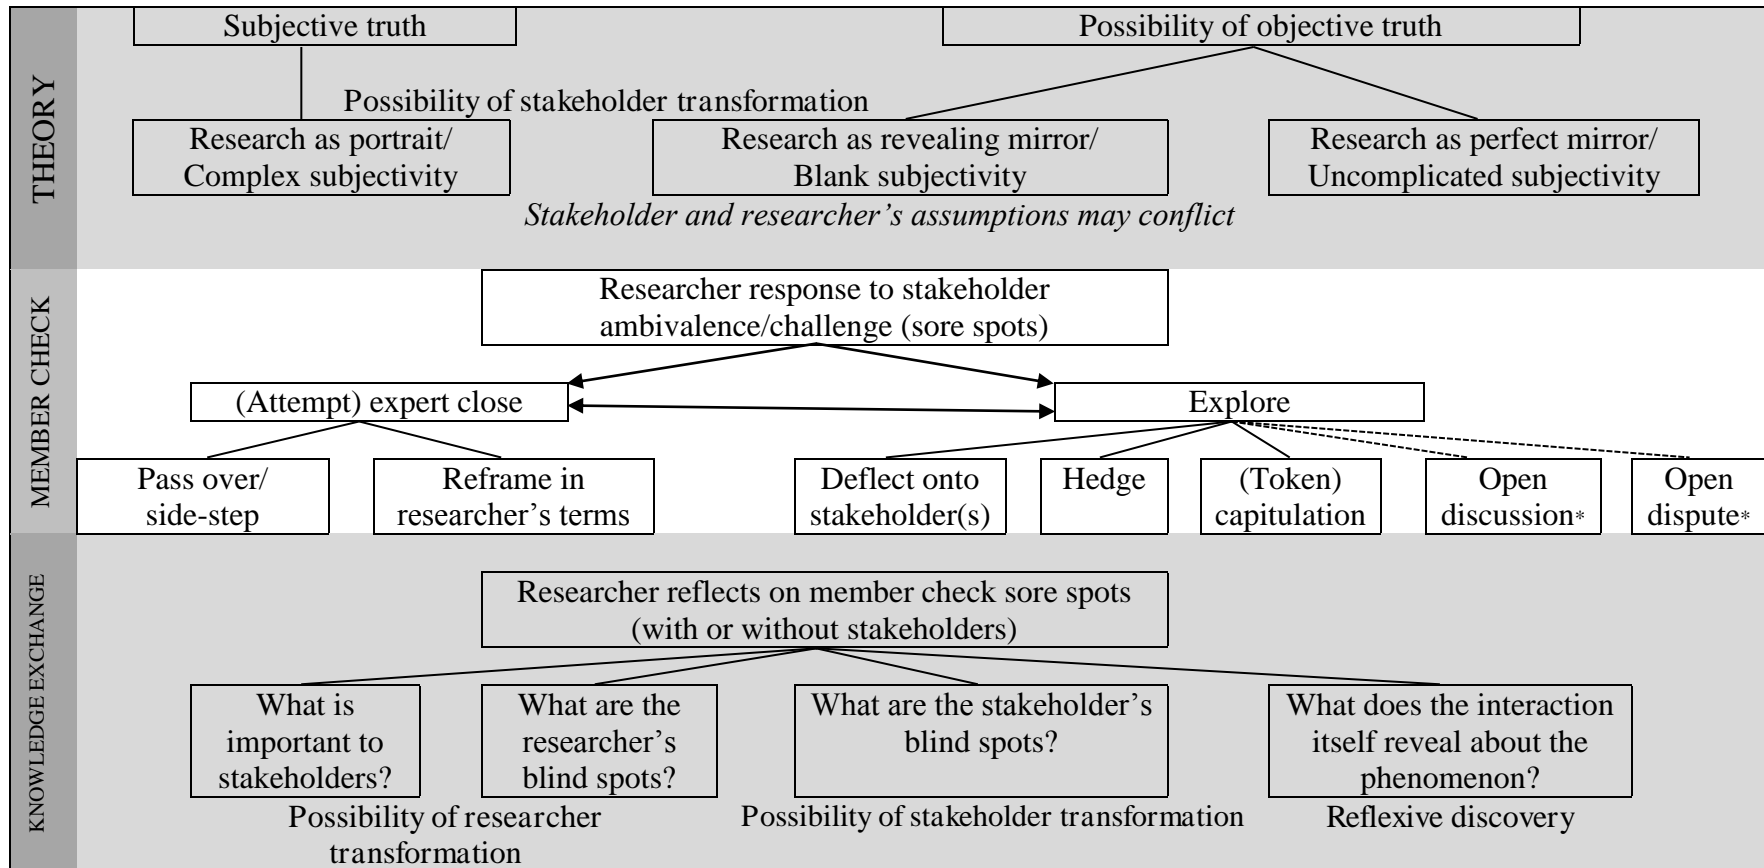 THEORY
Subjective truth
Possibility of objective truth
Possibility of stakeholder transformation
Research as portrait/
Complex subjectivity
Research as revealing mirror/
Blank subjectivity
Research as perfect mirror/
Uncomplicated subjectivity
Stakeholder and researcher’s assumptions may conflict
MEMBER CHECK
Researcher response to stakeholder
ambivalence/challenge (sore spots)
(Attempt) expert close
Explore
Pass over/
side-step
Reframe in
researcher’s terms
Deflect onto
stakeholder(s)
Hedge
(Token)
capitulation
Open
discussion*
Open
dispute*
KNOWLEDGE EXCHANGE
Researcher reflects on member check sore spots
(with or without stakeholders)
What is
important to
stakeholders?
What are the
researcher’s
blind spots?
What are the stakeholder’s
blind spots?
What does the interaction
itself reveal about the
phenomenon?
Possibility of researcher
transformation
Possibility of stakeholder transformation
Reflexive discovery